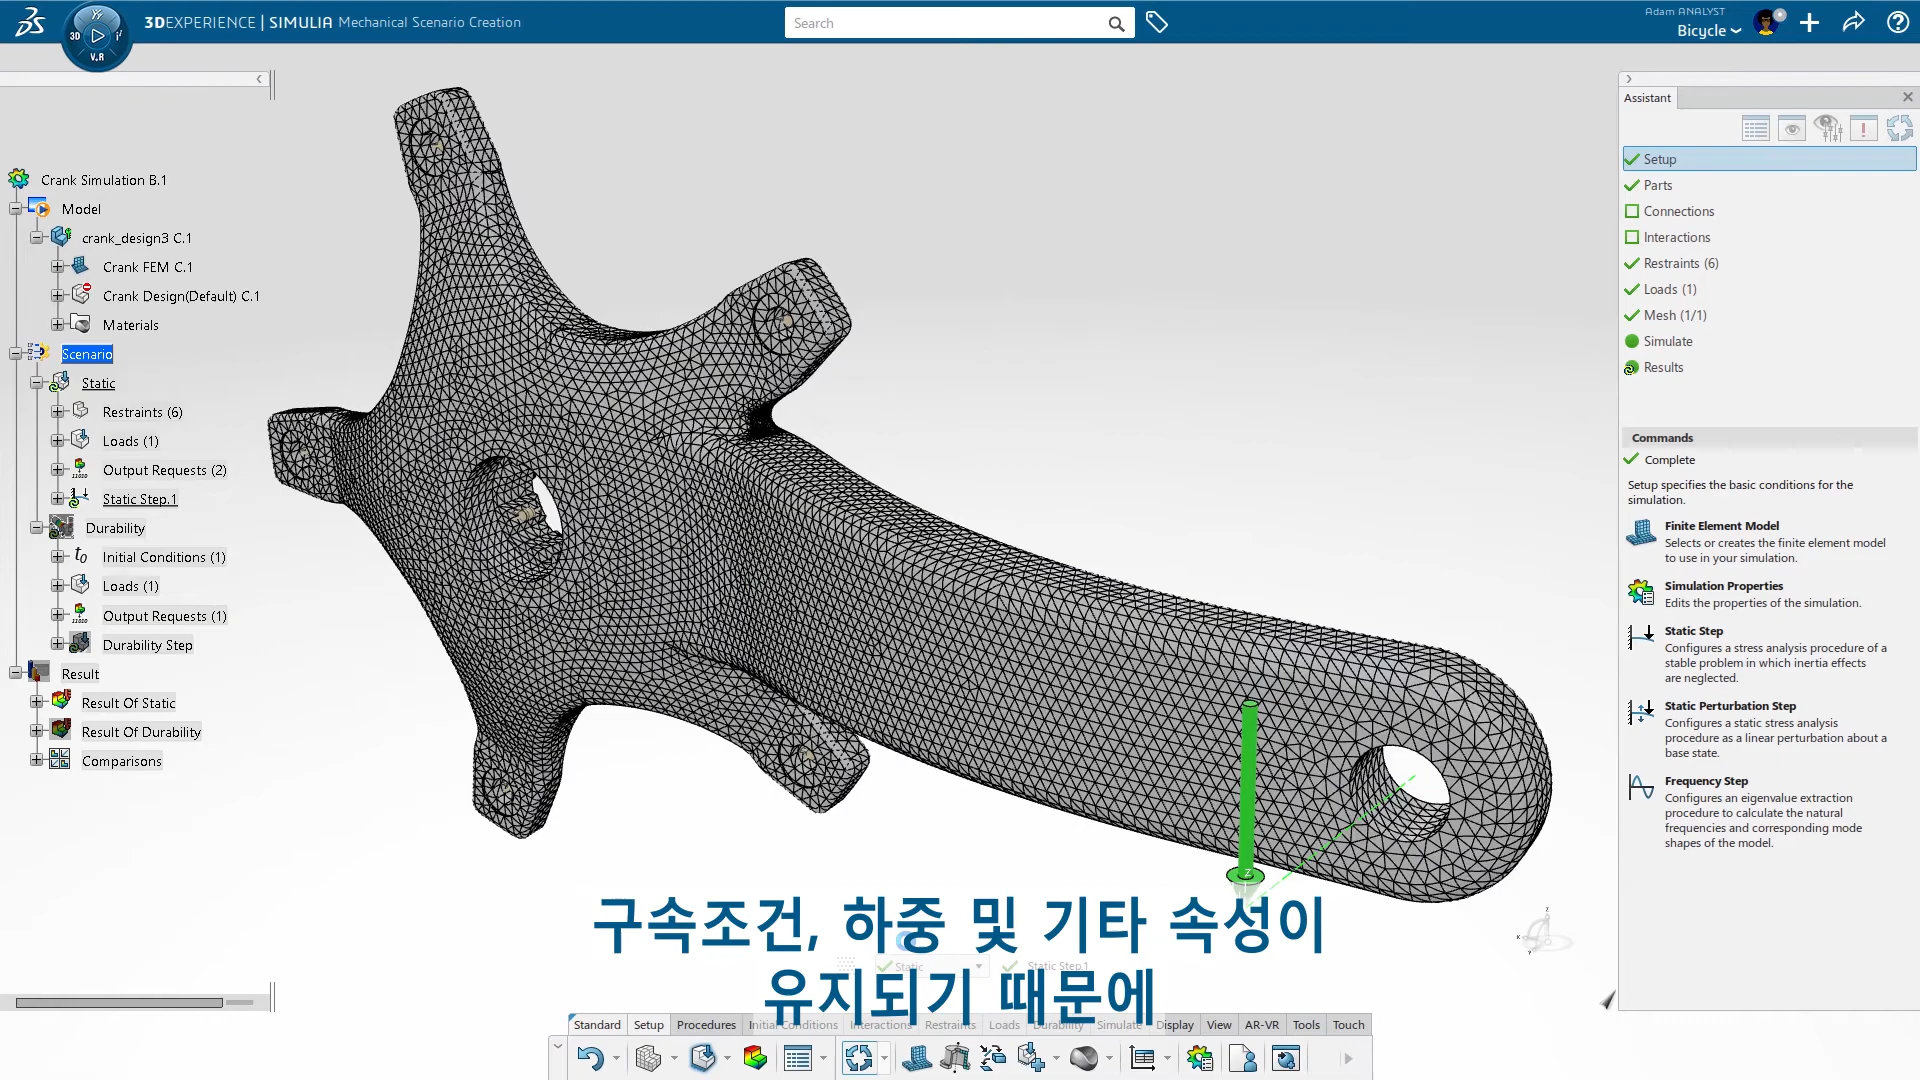 3DEXPERIENCE | SIMULIA Mechanical Scenario Creation
Search
Adam ANALYST
Bicycle
3D
V.R
Assistant
Crank Simulation B.1
Model
crank_design3 C.1
Crank FEM C.1
Crank Design(Default) C.1
Materials
Scenario
Static
Restraints (6)
Loads (1)
Output Requests (2)
Static Step.1
Durability
Initial Conditions (1)
Loads (1)
Output Requests (1)
Durability Step
Result
Result Of Static
Result Of Durability
Comparisons
Setup
Parts
Connections
Interactions
Restraints (6)
Loads (1)
Mesh (1/1)
Simulate
Results
Commands
Complete
Setup specifies the basic conditions for the
simulation.
Finite Element Model
Selects or creates the finite element model
to use in your simulation.
Simulation Properties
Edits the properties of the simulation.
Static Step
Configures a stress analysis procedure of a
stable problem in which inertia effects
are neglected.
Static Perturbation Step
Configures a static stress analysis
procedure as a linear perturbation about a
base state.
Frequency Step
Configures an eigenvalue extraction
procedure to calculate the natural
frequencies and corresponding mode
shapes of the model.
Z
구속조건, 하중 및 기타 속성이
Static
Static Step.1
유지되기 때문에
Standard Setup Procedures Initial Conditions Interactions Restraints Loads Durability Simulate Display View AR-VR Tools Touch